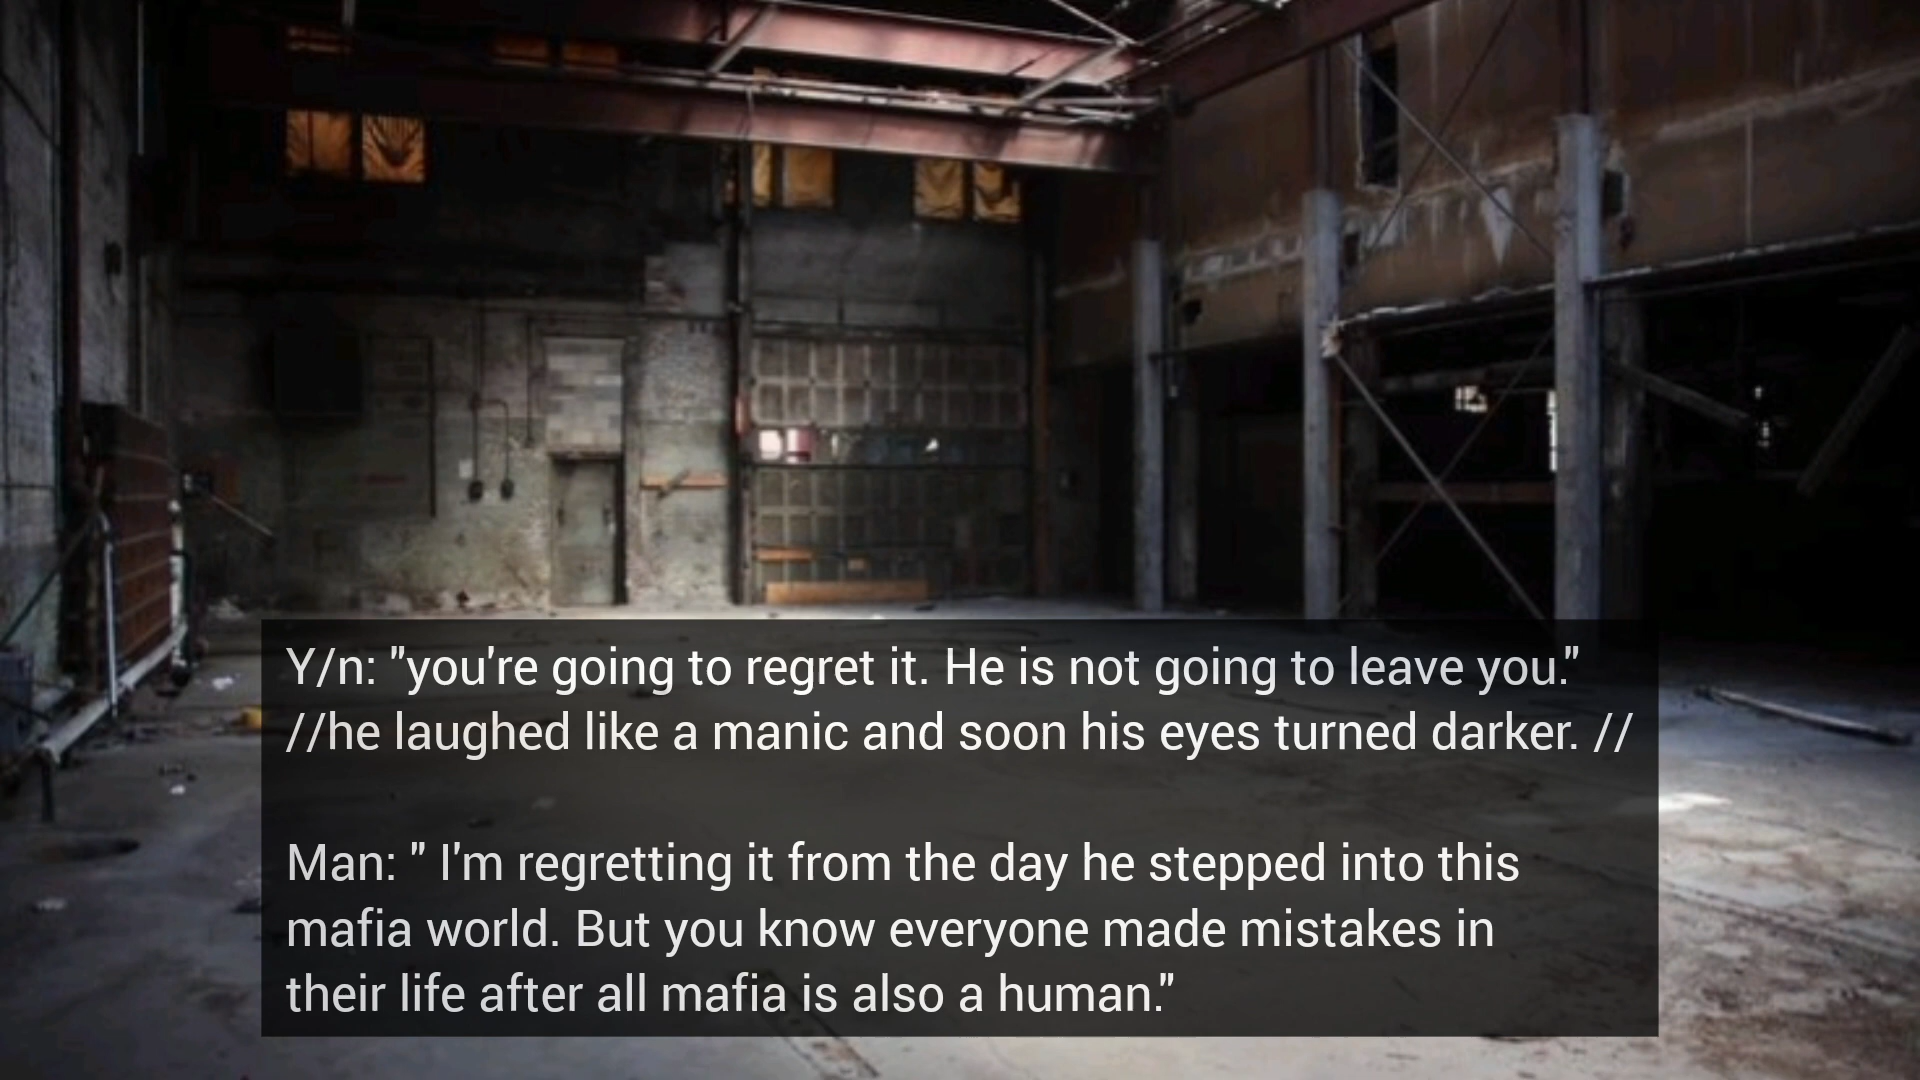 Y/n: "you're going to regret it. He is not going to leave you."
//he laughed like a manic and soon his eyes turned darker. //
Man: " I'm regretting it from the day he stepped into this
mafia world. But you know everyone made mistakes in
their life after all mafia is also a human."